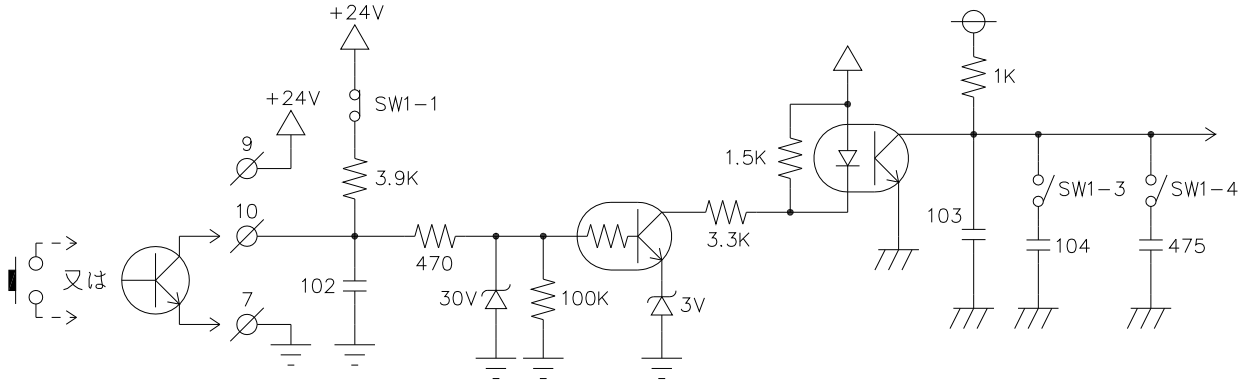 +24V
SW1-1
+24V
9
3.9K
1K
1.5K
SW1-3
SW1-4
10
103
3.3K
470
104
475
又は
102
7
30V
100K
3V